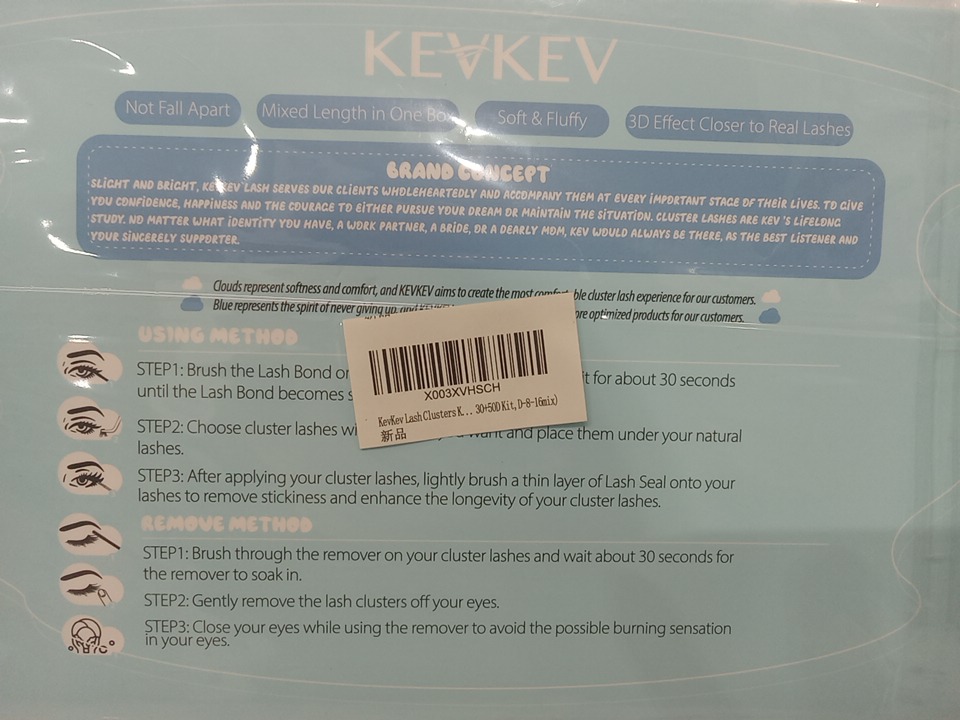 KEVKEV
Not Fall Apart
Mixed Length in One Box
Soft & Fluffy
3D Effect Closer to Real Lashes
BRAND CONCEPT
SLIGHT AND BRIGHT, KEVKEV LASH SERVES OUR CLIENTS WHOLEHEARTEDLY AND ACCOMPANY THEM AT EVERY IMPORTANT STAGE OF THEIR LIVES. TO GIVE
YOU CONFIDENCE, HAPPINESS AND THE COURAGE TO EITHER PURSUE YOUR DREAM OR MAINTAIN THE SITUATION. CLUSTER LASHES ARE KEV 'S LIFELONG
STUDY. NO MATTER WHAT IDENTITY YOU HAVE, A WORK PARTNER, A BRIDE, OR A DEARLY MOM, KEV WOULD ALWAYS BE THERE, AS THE BEST LISTENER AND
YOUR SINCERELY SUPPORTER.
Clouds represent softness and comfort, and KEVKEV aims to create the most comfortable cluster lash experience for our customers.
Blue represents the spirit of never giving up, and KEVKEV ore optimized products for our customers.
USING METHOD
STEP1: Brush the Lash Bond it for about 30 seconds
until the Lash Bond becomes
X003XVHSCH
KevKev Lash Clusters K... 30+50D Kit, D-8-16mix)
新品
STEP2: Choose cluster lashes want and place them under your natural
lashes.
STEP3: After applying your cluster lashes, lightly brush a thin layer of Lash Seal onto your
lashes to remove stickiness and enhance the longevity of your cluster lashes.
REMOVE METHOD
STEP1: Brush through the remover on your cluster lashes and wait about 30 seconds for
the remover to soak in.
STEP2: Gently remove the lash clusters off your eyes.
STEP3: Close your eyes while using the remover to avoid the possible burning sensation
in your eyes.